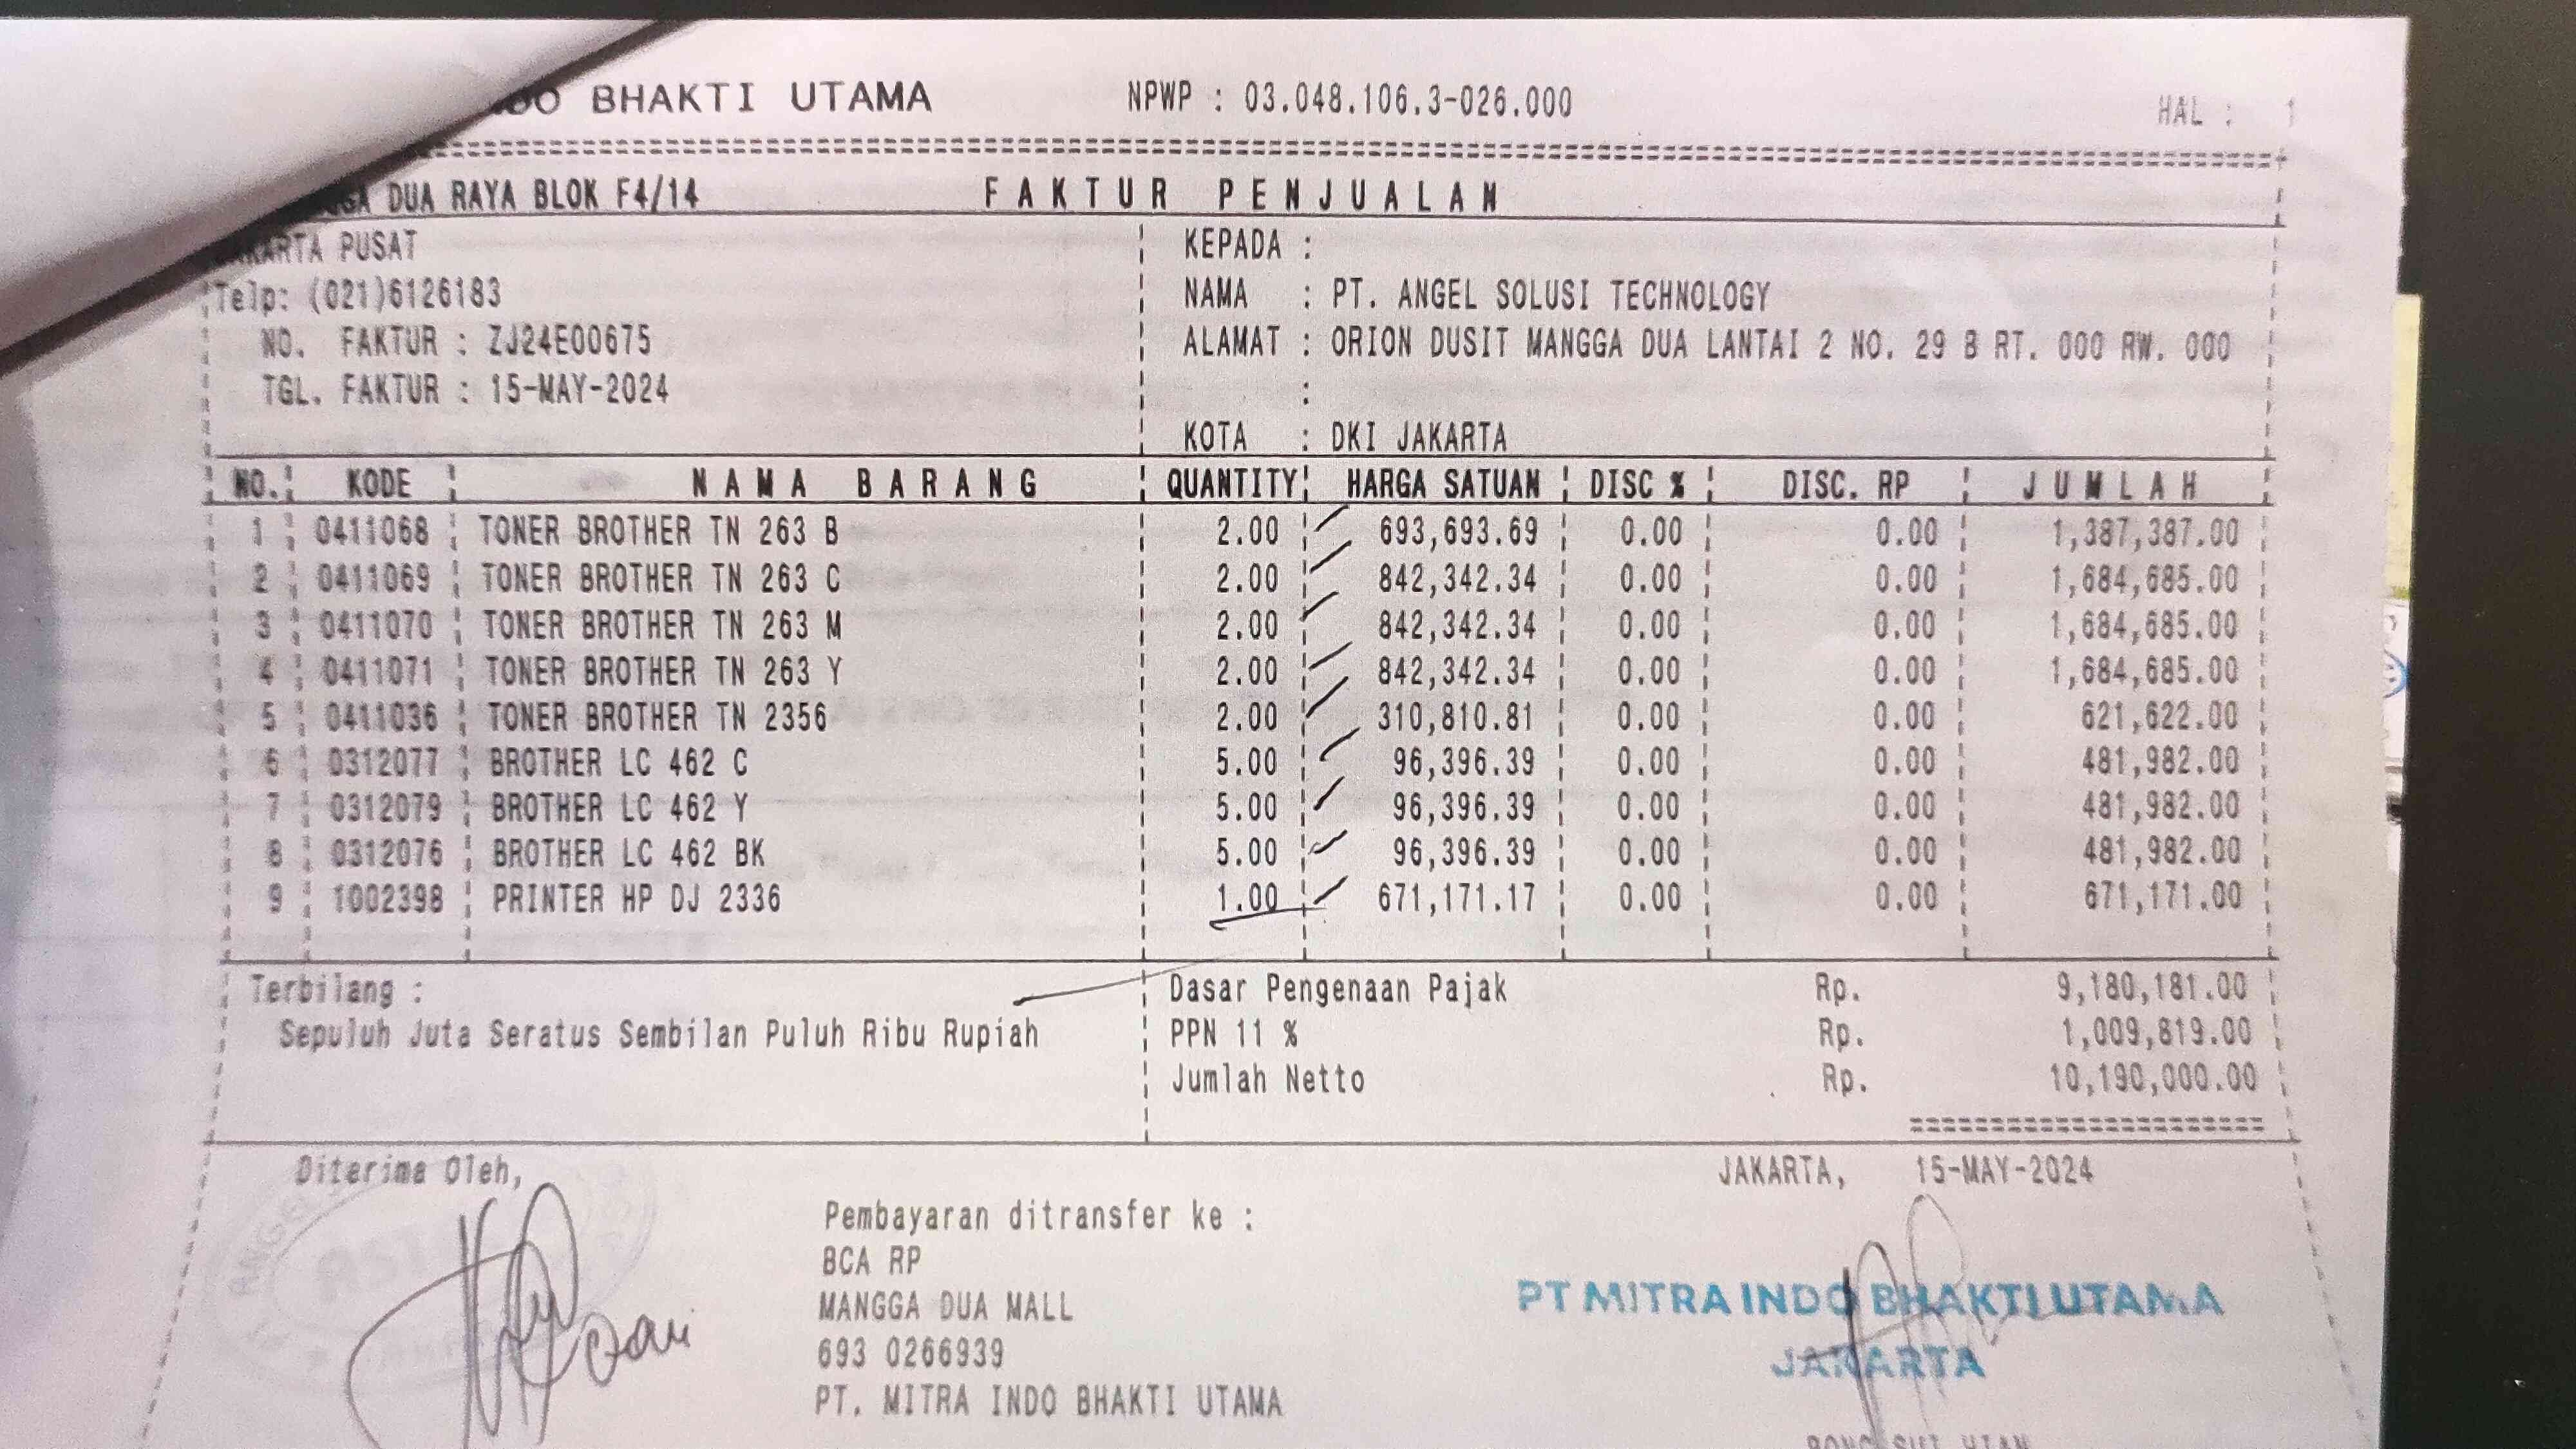 BHAKTI UTAMA NPWP : 03.048.106.3-026.000 HAL : 1
DUA RAYA BLOK F4/14 FAKTUR PENJUALAN
PUSAT KEPADA :
Telp: (021)6126183 NAMA : PT. ANGEL SOLUSI TECHNOLOGY
NO. FAKTUR : ZJ24E00675 ALAMAT : ORION DUSIT MANGGA DUA LANTAI 2 NO. 29 B RT. 000 RW. 000
TGL. FAKTUR : 15-MAY-2024 :
KOTA : DKI JAKARTA
NO. KODE NAMA BARANG QUANTITY HARGA SATUAN DISC % DISC. RP JUMLAH
1 0411068 TONER BROTHER TN 263 B 2.00 693,693.69 0.00 0.00 1,387,387.00
2 0411069 TONER BROTHER TN 263 C 2.00 842,342.34 0.00 0.00 1,684,685.00
3 0411070 TONER BROTHER TN 263 M 2.00 842,342.34 0.00 0.00 1,684,685.00
4 0411071 TONER BROTHER TN 263 Y 2.00 842,342.34 0.00 0.00 1,684,685.00
5 0411036 TONER BROTHER TN 2356 2.00 310,810.81 0.00 0.00 621,622.00
6 0312077 BROTHER LC 462 C 5.00 96,396.39 0.00 0.00 481,982.00
7 0312079 BROTHER LC 462 Y 5.00 96,396.39 0.00 0.00 481,982.00
8 0312076 BROTHER LC 462 BK 5.00 96,396.39 0.00 0.00 481,982.00
9 1002398 PRINTER HP DJ 2336 1.00 671,171.17 0.00 0.00 671,171.00
Terbilang : Dasar Pengenaan Pajak Rp. 9,180,181.00
Sepuluh Juta Seratus Sembilan Puluh Ribu Rupiah PPN 11 % Rp. 1,009,819.00
Jumlah Netto Rp. 10,190,000.00
Diterima Oleh, JAKARTA, 15-MAY-2024
Pembayaran ditransfer ke :
BCA RP
MANGGA DUA MALL
693 0266939
PT. MITRA INDO BHAKTI UTAMA
PT MITRA INDO BHAKTI UTAMA
JAKARTA